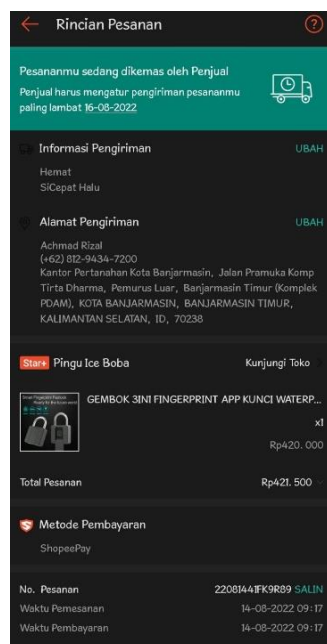 Rincian Pesanan
Pesananmu sedang dikemas oleh Penjual
Penjual harus mengatur pengiriman pesananmu
paling lambat 16-08-2022
Informasi Pengiriman UBAH
Hemat
SiCepat Halu
Alamat Pengiriman UBAH
Achmad Rizal
(+62) 812-9434-7200
Kantor Pertanahan Kota Banjarmasin, Jalan Pramuka Komp
Tirta Dharma, Pemurus Luar, Banjarmasin Timur (Komplek
PDAM), KOTA BANJARMASIN, BANJARMASIN TIMUR,
KALIMANTAN SELATAN, ID, 70238
Star+ Pingu Ice Boba Kunjungi Toko
GEMBOK 3IN1 FINGERPRINT APP KUNCI WATERP...
x1
Rp420.000
Total Pesanan Rp421.500
Metode Pembayaran
ShopeePay
No. Pesanan 22081441FK9R89 SALIN
Waktu Pemesanan 14-08-2022 09:17
Waktu Pembayaran 14-08-2022 09:17